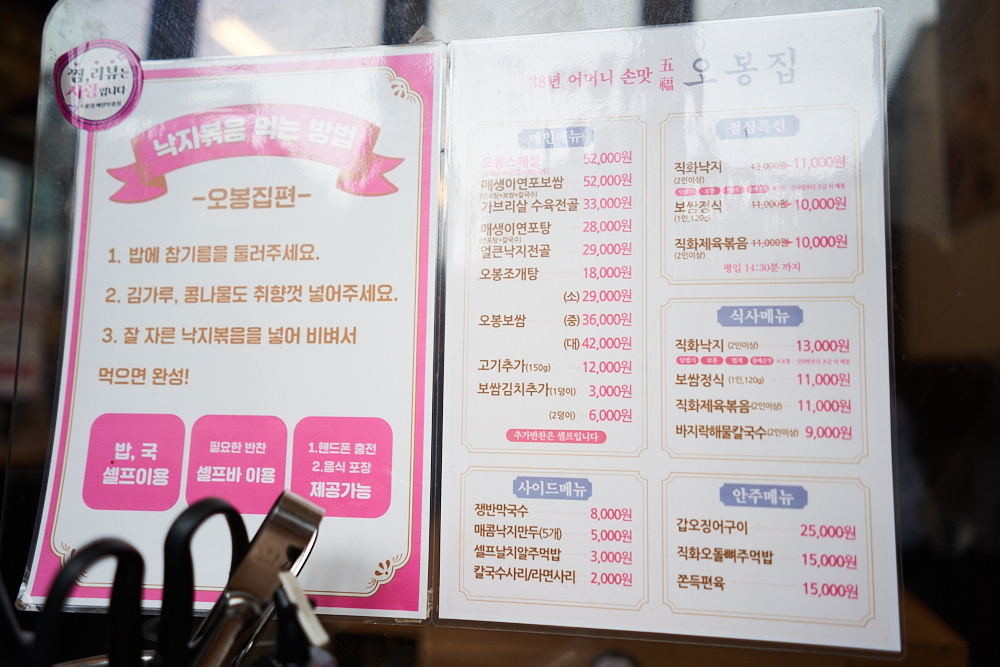 찜, 리뷰는
사랑입니다
낙지볶음 먹는 방법
-오봉집편-
1. 밥에 참기름을 둘러주세요.
2. 김가루, 콩나물도 취향껏 넣어주세요.
3. 잘 자른 낙지볶음을 넣어 비벼서
먹으면 완성!
밥, 국
셀프이용
필요한 반찬
셀프바 이용
1.핸드폰 충전
2.음식 포장
제공가능
38년 어머니 손맛 五福 오봉집
메인메뉴
오봉스페셜 52,000원
매생이연포보쌈 52,000원
(연포탕+보쌈+칼국수)
가브리살 수육전골 33,000원
매생이연포탕 28,000원
(연포탕+칼국수)
얼큰낙지전골 29,000원
오봉조개탕 18,000원
(소) 29,000원
오봉보쌈 (중) 36,000원
(대) 42,000원
고기추가(150g) 12,000원
보쌈김치추가(1덩이) 3,000원
(2덩이) 6,000원
추가반찬은 셀프입니다
사이드메뉴
쟁반막국수 8,000원
매콤낙지만두(5개) 5,000원
셀프날치알주먹밥 3,000원
칼국수사리/라면사리 2,000원
점심특선
직화낙지 12,000원 11,000원
(2인이상)
보쌈정식 11,000원 10,000원
(1인,120g)
직화제육볶음 11,000원 10,000원
(2인이상)
평일 14:30분 까지
식사메뉴
직화낙지 (2인이상) 13,000원
보쌈정식 (1인,120g) 11,000원
직화제육볶음(2인이상) 11,000원
바지락해물칼국수(2인이상) 9,000원
안주메뉴
갑오징어구이 25,000원
직화오돌뼈주먹밥 15,000원
쫀득편육 15,000원